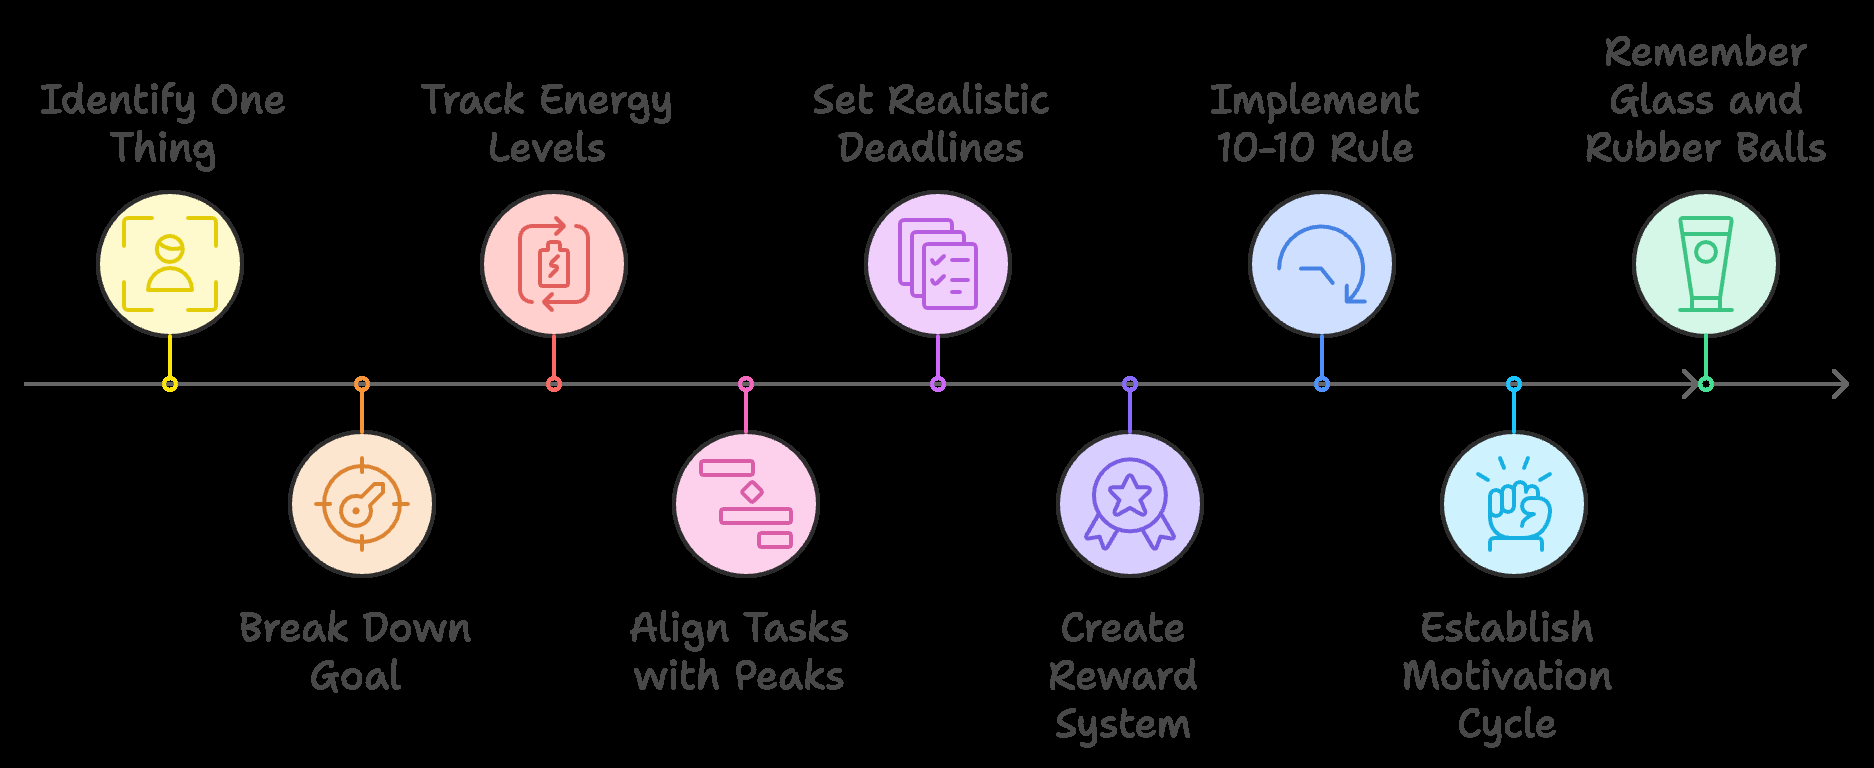 Identify One
Thing
Break Down
Goal
Track Energy
Levels
Align Tasks
with Peaks
Set Realistic
Deadlines
Create
Reward
System
Implement
10-10 Rule
Establish
Motivation
Cycle
Remember
Glass and
Rubber Balls